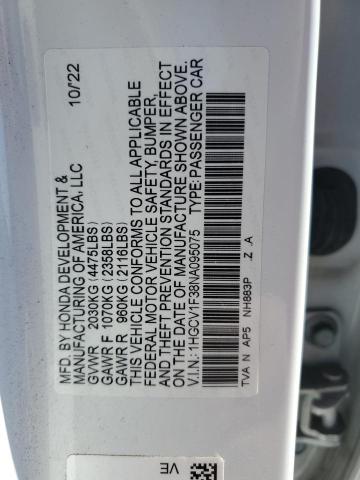 MFD. BY HONDA DEVELOPMENT & 10/22
MANUFACTURING OF AMERICA, LLC
GVWR 2030KG (4475LBS)
GAWR F 1070KG (2358LBS)
GAWR R 960KG (2116LBS)
THIS VEHICLE CONFORMS TO ALL APPLICABLE
FEDERAL MOTOR VEHICLE SAFETY, BUMPER,
AND THEFT PREVENTION STANDARDS IN EFFECT
ON THE DATE OF MANUFACTURE SHOWN ABOVE.
V.I.N.: 1HGCV1F38NA095075 TYPE: PASSENGER CAR
TVA N AP5 NH883P .Z .A
VE